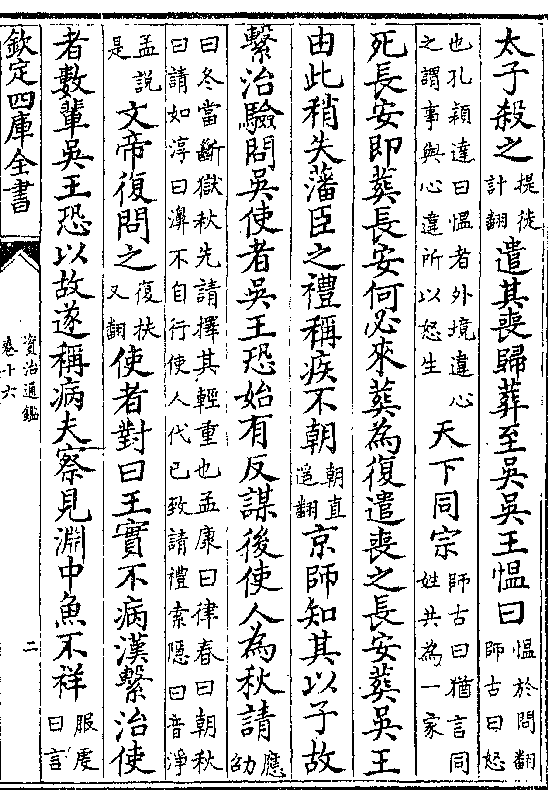 太子殺之提徒計翻遣其喪歸葬至吳吳王愠曰愠於問翻師古曰怒
也孔穎達曰愠者外境違心之謂事與心違所以怒生天下同宗師古曰猶言同姓共為一家
死長安即葬長安何必來葬為復遣喪之長安葬吳王
由此稍失藩臣之禮稱疾不朝朝直遥翻京師知其以子故
繫治驗問吳使者吳王恐始有反謀後使人為秋請應劭
曰冬當斷獄秋先請擇其輕重也孟康曰律春曰朝秋曰請如淳曰濞不自行使人代已致請禮索隱曰音淨
孟説是文帝復問之復扶又翻使者對曰王實不病漢繫治使
者數輩吳王恐以故遂稱病夫察見淵中魚不祥服䖍曰言
欽定四庫全書
資治通鑑
卷十六
二